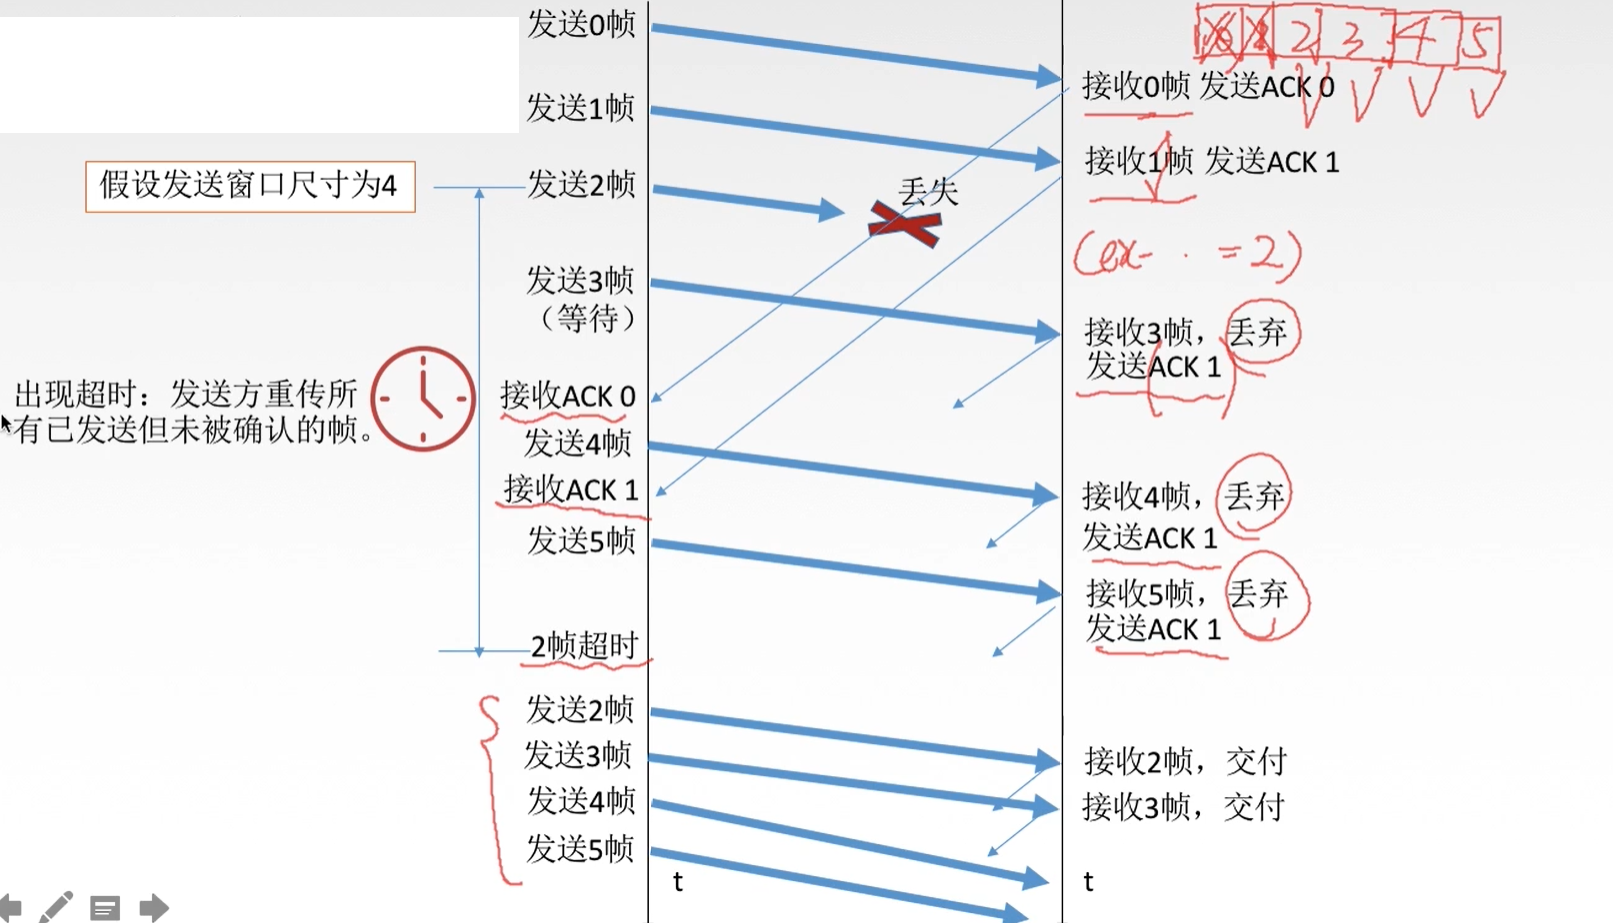 发送0帧
接收0帧 发送ACK 0
0 1 2 3 4 5
发送1帧
接收1帧 发送ACK 1
假设发送窗口尺寸为4
发送2帧
丢失
(ex- · =2)
发送3帧
（等待）
接收3帧，丢弃
发送ACK 1
出现超时：发送方重传所
有已发送但未被确认的帧。
接收ACK 0
发送4帧
接收ACK 1
接收4帧，丢弃
发送ACK 1
发送5帧
接收5帧，丢弃
发送ACK 1
2帧超时
发送2帧
接收2帧，交付
发送3帧
接收3帧，交付
发送4帧
发送5帧
t
t